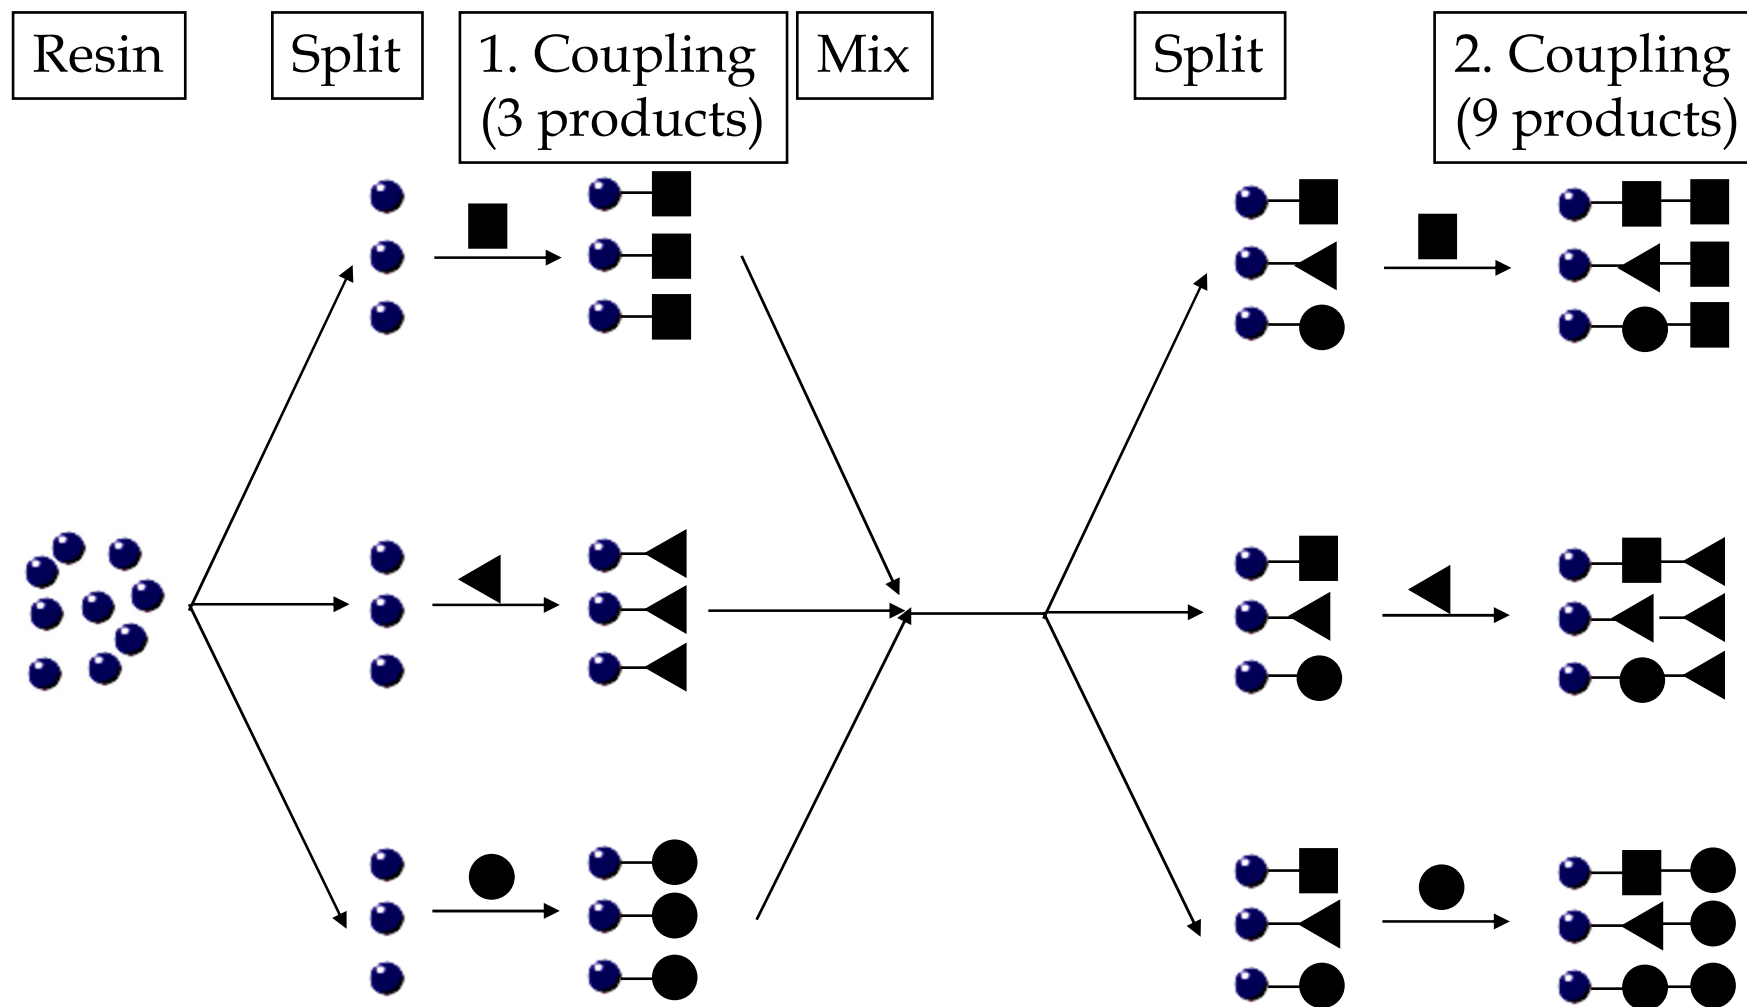 Resin
Split
1. Coupling
(3 products)
Mix
Split
2. Coupling
(9 products)